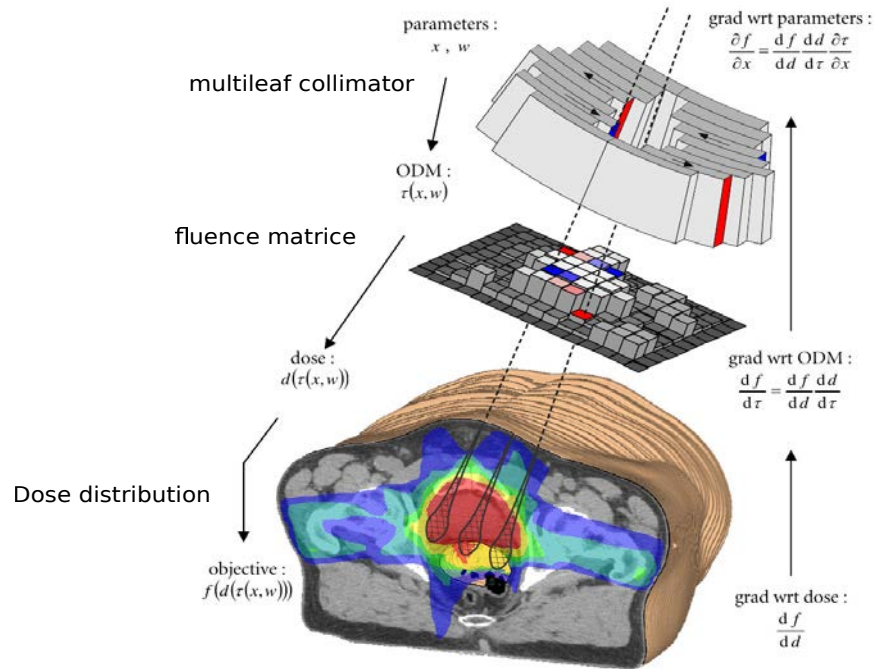 parameters :
x , w
multileaf collimator
ODM :
τ(x,w)
fluence matrice
dose :
d(τ(x,w))
Dose distribution
objective :
f(d(τ(x,w)))
grad wrt parameters :
∂f/∂x = df/dd dd/dτ ∂τ/∂x
grad wrt ODM :
df/dτ = df/dd dd/dτ
grad wrt dose :
df/dd